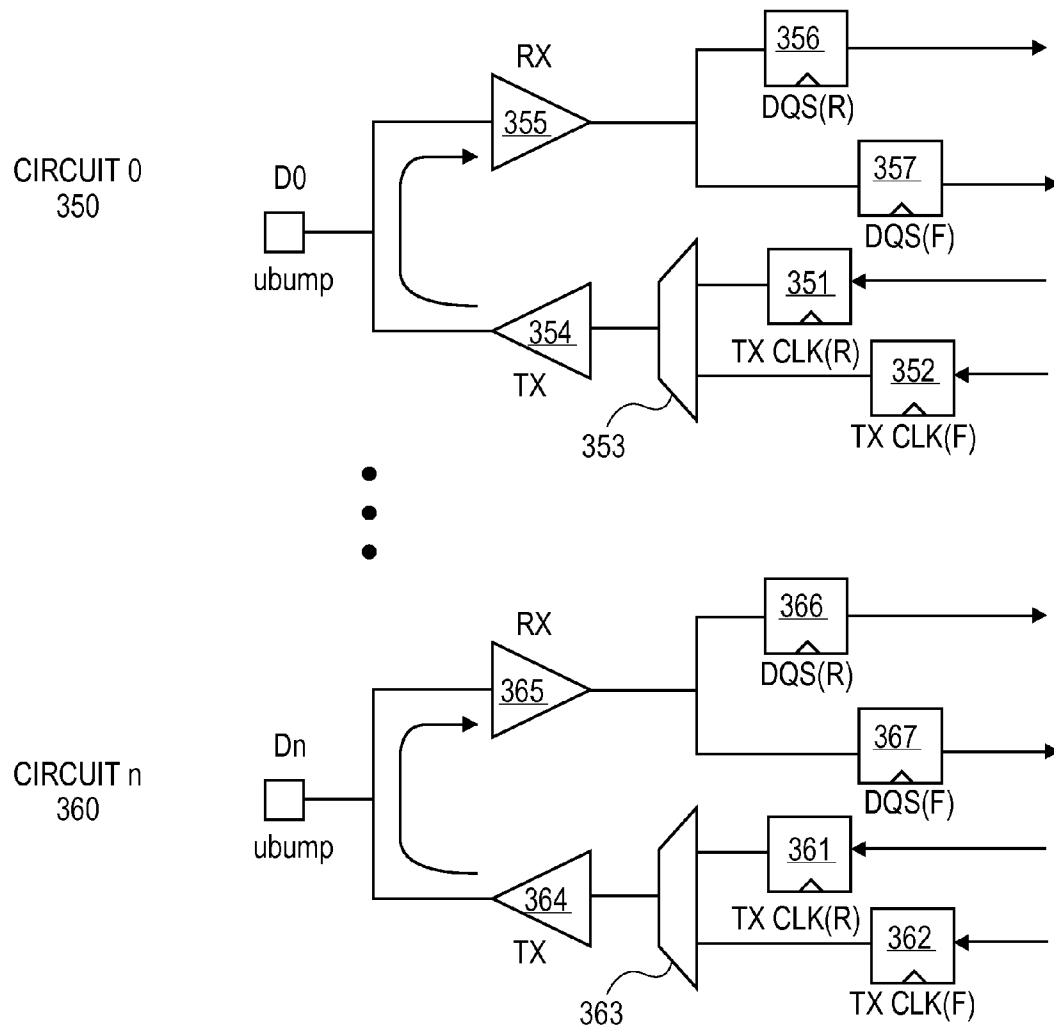 356
RX
DQS(R)
355
CIRCUIT 0
350
D0
357
ubump
DQS(F)
351
354
TX CLK(R)
352
TX
353
TX CLK(F)
366
RX
DQS(R)
365
CIRCUIT n
360
Dn
367
ubump
DQS(F)
361
364
TX CLK(R)
362
TX
363
TX CLK(F)